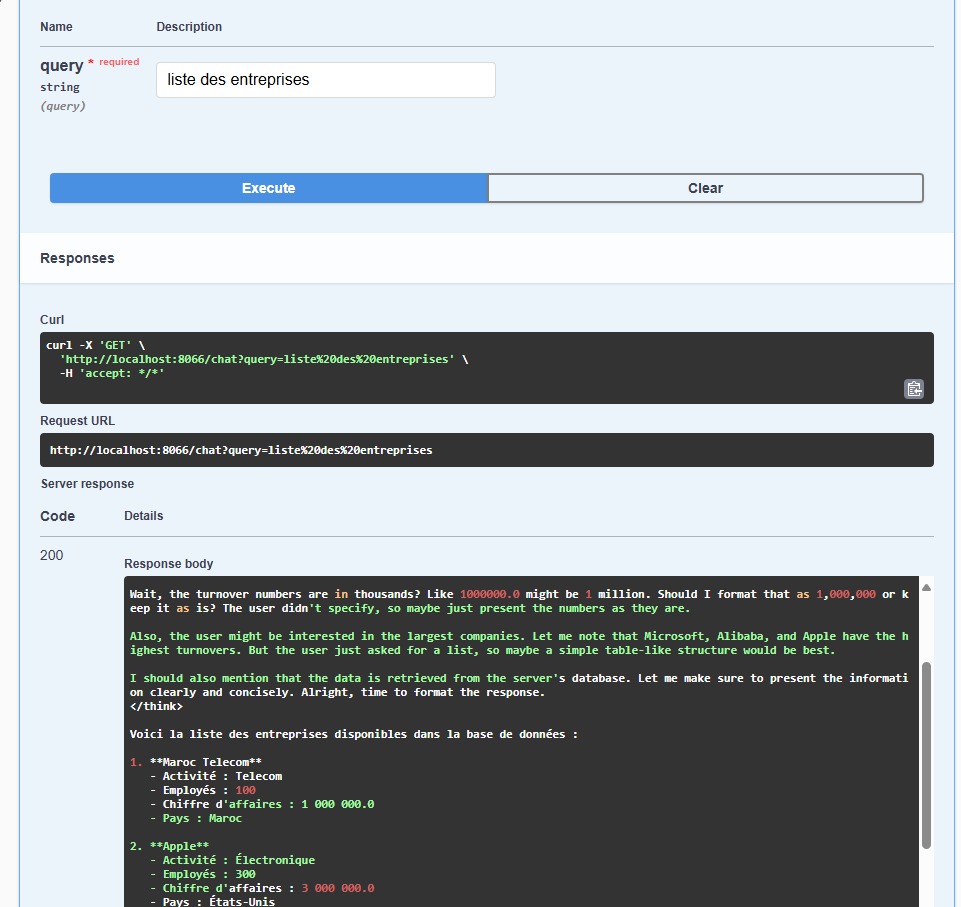 Name Description
query * required
string
(query)
liste des entreprises
Execute Clear
Responses
Curl
curl -X 'GET' \
'http://localhost:8066/chat?query=liste%20des%20entreprises' \
-H 'accept: */*'
Request URL
http://localhost:8066/chat?query=liste%20des%20entreprises
Server response
Code Details
200
Response body
Wait, the turnover numbers are in thousands? Like 1000000.0 might be 1 million. Should I format that as 1,000,000 or k
eep it as is? The user didn't specify, so maybe just present the numbers as they are.
Also, the user might be interested in the largest companies. Let me note that Microsoft, Alibaba, and Apple have the h
ighest turnovers. But the user just asked for a list, so maybe a simple table-like structure would be best.
I should also mention that the data is retrieved from the server's database. Let me make sure to present the informati
on clearly and concisely. Alright, time to format the response.
</think>
Voici la liste des entreprises disponibles dans la base de données :
1. **Maroc Telecom**
- Activité : Telecom
- Employés : 100
- Chiffre d'affaires : 1 000 000.0
- Pays : Maroc
2. **Apple**
- Activité : Électronique
- Employés : 300
- Chiffre d'affaires : 3 000 000.0
- Pays : États-Unis